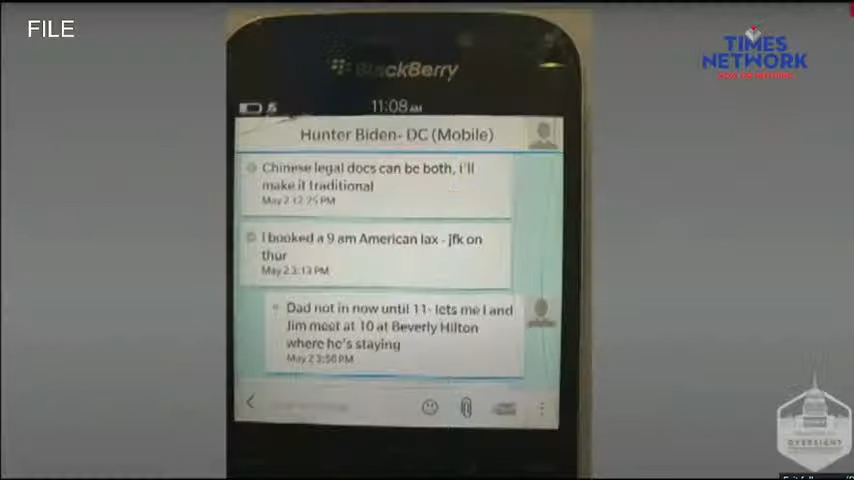 FILE
TIMES
NETWORK
BlackBerry
11:08 AM
Hunter Biden- DC (Mobile)
Chinese legal docs can be both, i'll
make it traditional
May 2 12:25 PM
I booked a 9 am American lax - jfk on
thur
May 2 3:13 PM
Dad not in now until 11- lets me I and
Jim meet at 10 at Beverly Hilton
where he's staying
May 2 3:58 PM
OVERSIGHT